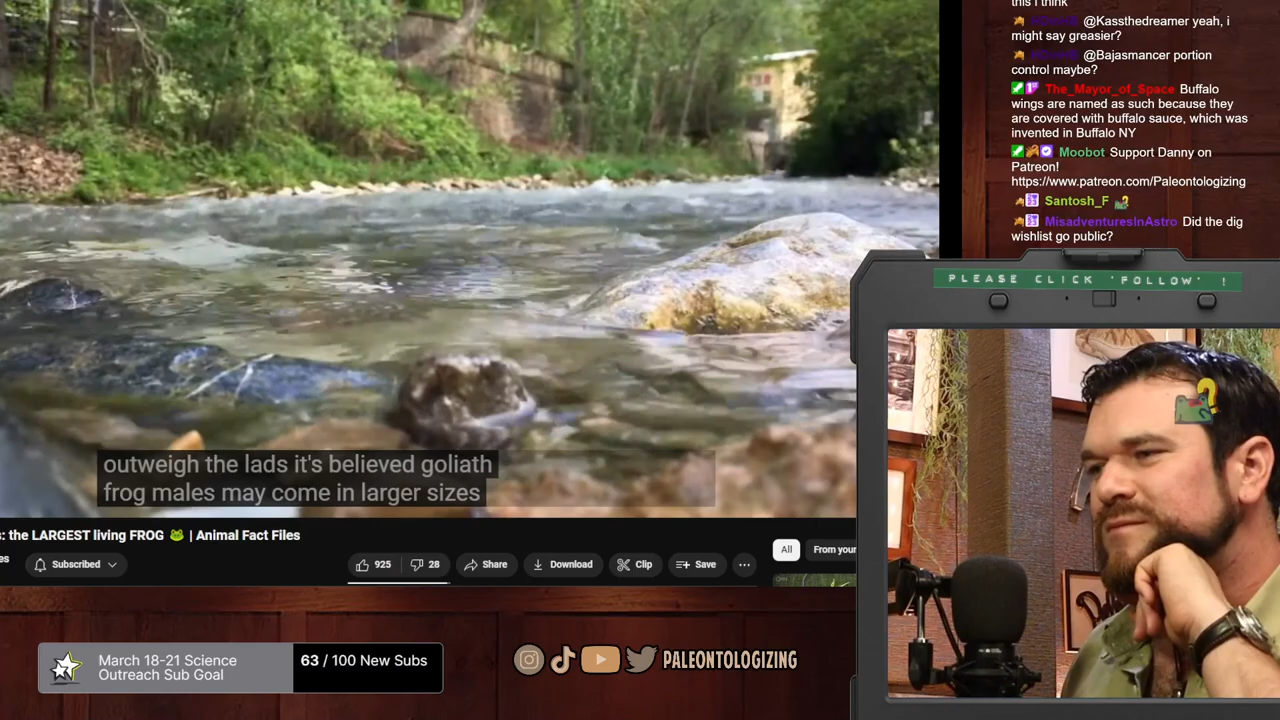 this I think
@Kassthedreamer yeah, i
might say greasier?
@Bajasmancer portion
control maybe?
The_Mayor_of_Space Buffalo
wings are named as such because they
are covered with buffalo sauce, which was
invented in Buffalo NY
Moobot Support Danny on
Patreon!
https://www.patreon.com/Paleontologizing
Santosh_F
MisadventuresInAstro Did the dig
wishlist go public?
PLEASE CLICK "FOLLOW" !
outweigh the lads it's believed goliath
frog males may come in larger sizes
s: the LARGEST living FROG 🐸 | Animal Fact Files
es
Subscribed
925
28
Share
Download
Clip
Save
All
From your
March 18-21 Science
Outreach Sub Goal
63 / 100 New Subs
PALEONTOLOGIZING